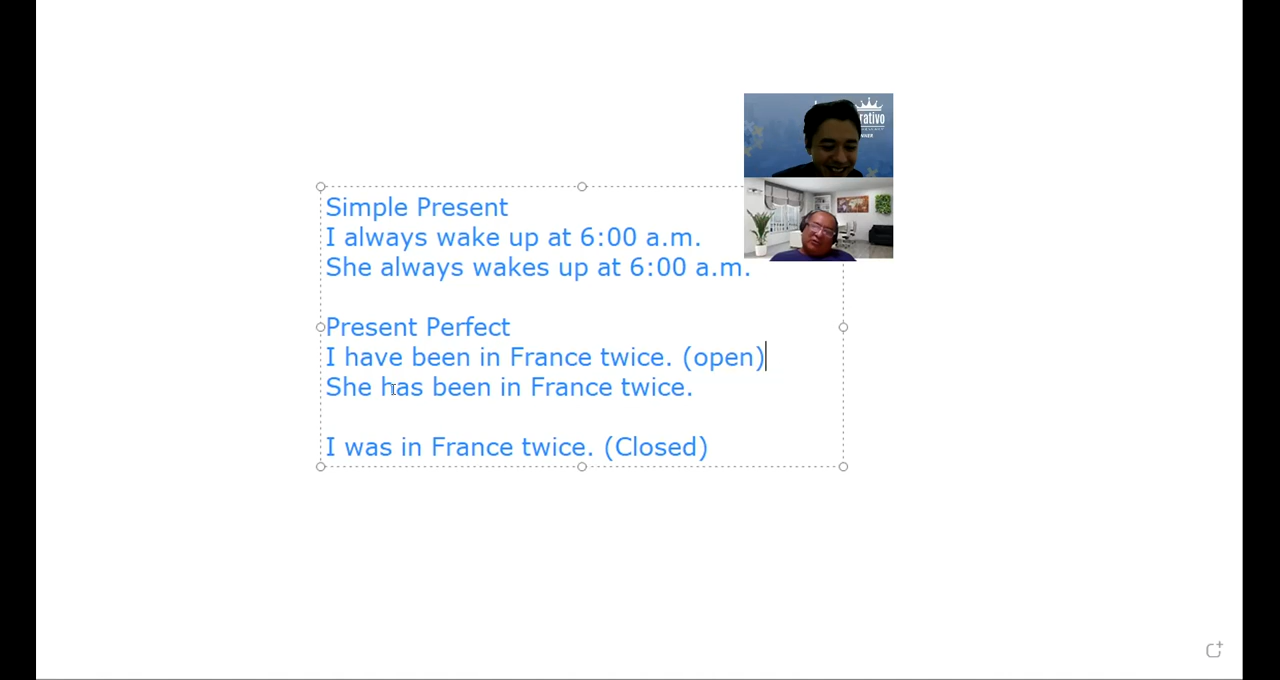 Simple Present
I always wake up at 6:00 a.m.
She always wakes up at 6:00 a.m.
Present Perfect
I have been in France twice. (open)
She has been in France twice.
I was in France twice. (Closed)